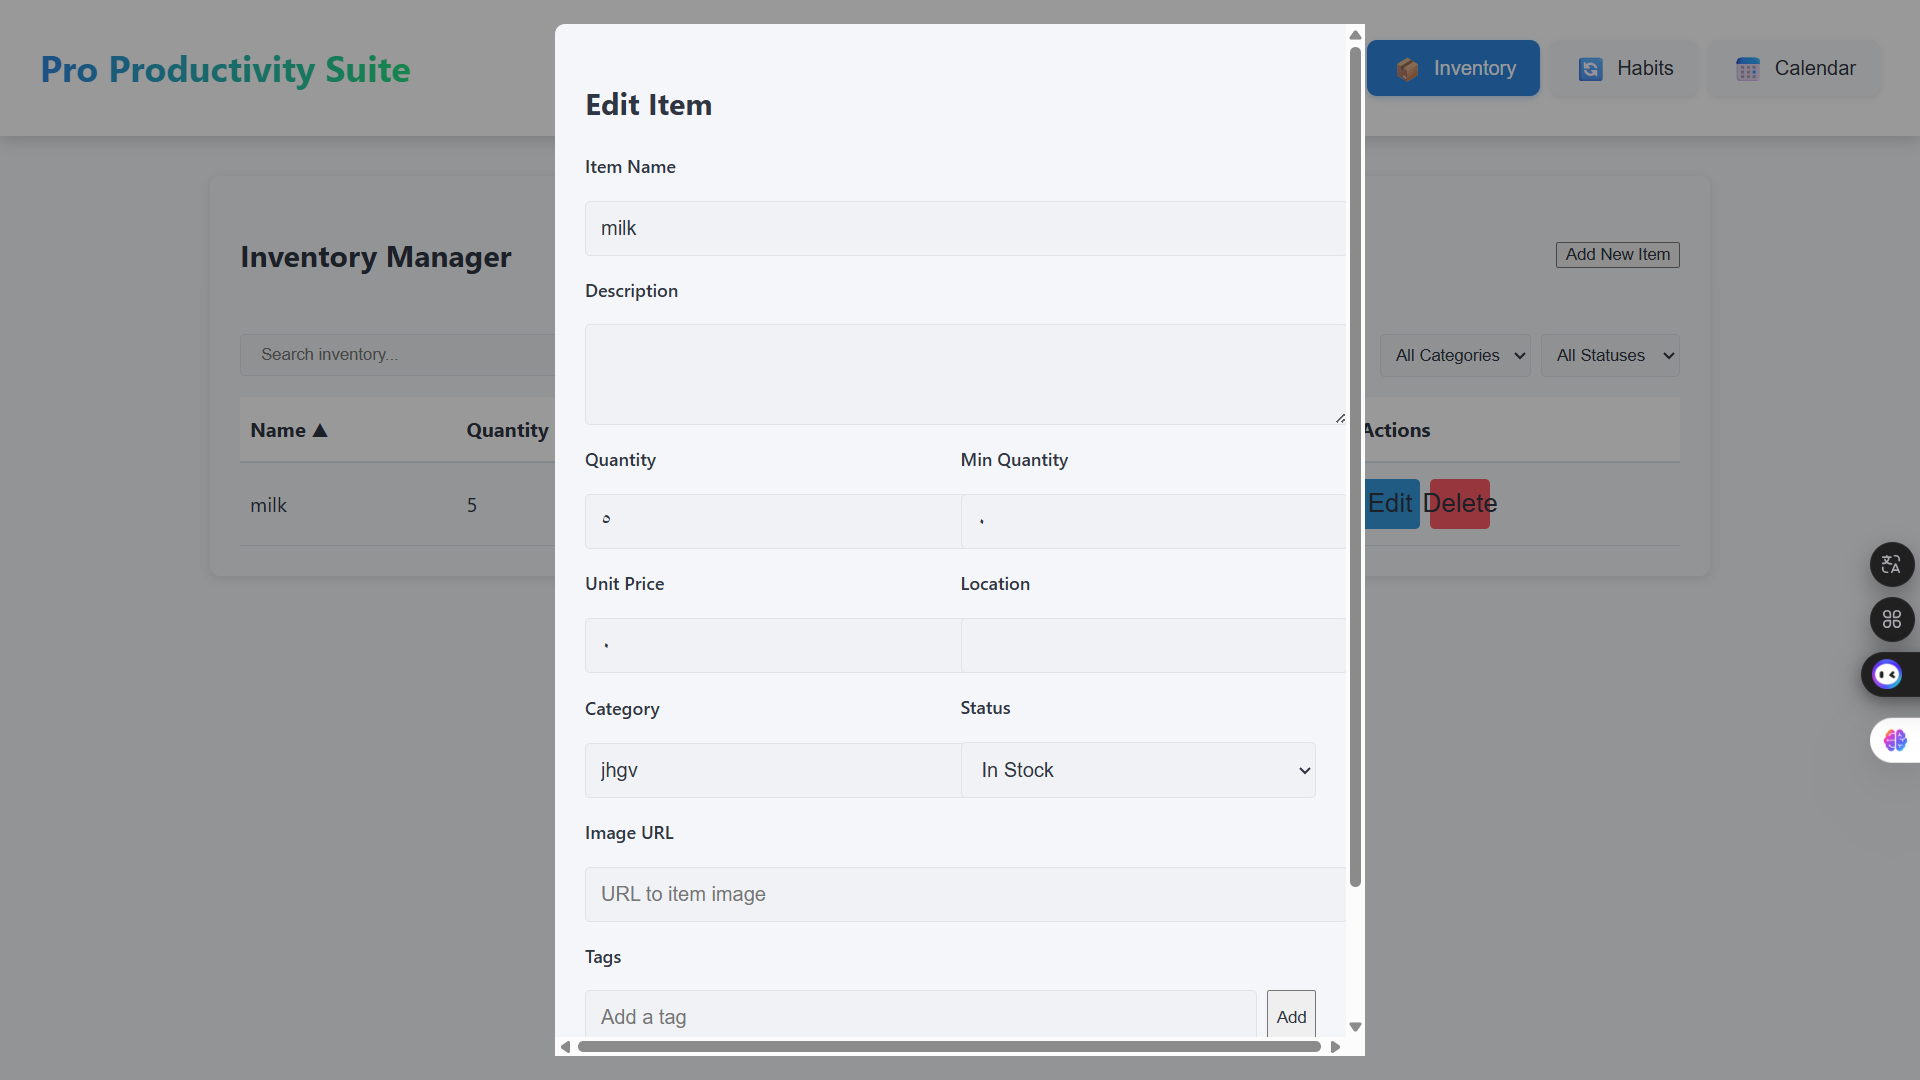 Pro Productivity Suite
Inventory
Habits
Calendar
Inventory Manager
Add New Item
Search inventory...
All Categories
All Statuses
Name ▲
Quantity
Actions
milk
5
Edit
Delete
Edit Item
Item Name
milk
Description
Quantity
Min Quantity
٥
٠
Unit Price
Location
٠
Category
Status
jhgv
In Stock
Image URL
URL to item image
Tags
Add a tag
Add